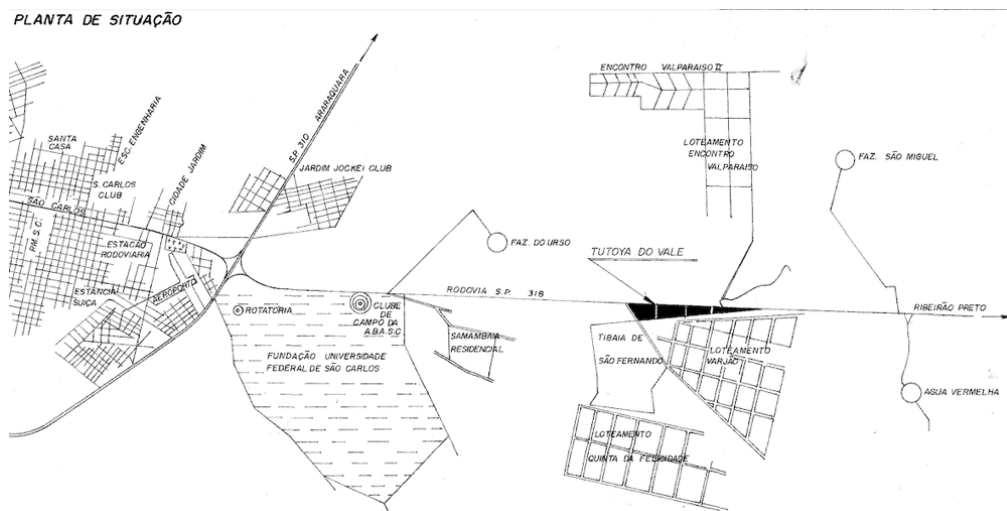 PLANTA DE SITUAÇÃO
ENCONTRO VALPARAISO II
S.P. 310 ARARAQUARA
ESC. ENGENHARIA
SANTA
CASA
CIDADE JARDIM
JARDIM JOCKEI CLUB
LOTEAMENTO
ENCONTRO
VALPARAISO
FAZ. SÃO MIGUEL
S. CARLOS
CLUB
SÃO CARLOS
P.M. S.C.
ESTACÃO
RODOVIARIA
FAZ. DO URSO
TUTOYA DO VALE
ESTÂNCIA
SUIÇA
AEROPORTO
RODOVIA S.P. 318
RIBEIRÃO PRETO
ROTATÓRIA
CLUBE
DE
CAMPO DA
A.B.A.S.C
SAMAMBAIA
RESIDENCIAL
TIBAIA DE
SÃO FERNANDO
LOTEAMENTO
VARJÃO
FUNDAÇÃO UNIVERSIDADE
FEDERAL DE SÃO CARLOS
AGUA VERMELHA
LOTEAMENTO
QUINTA DA FELICIDADE